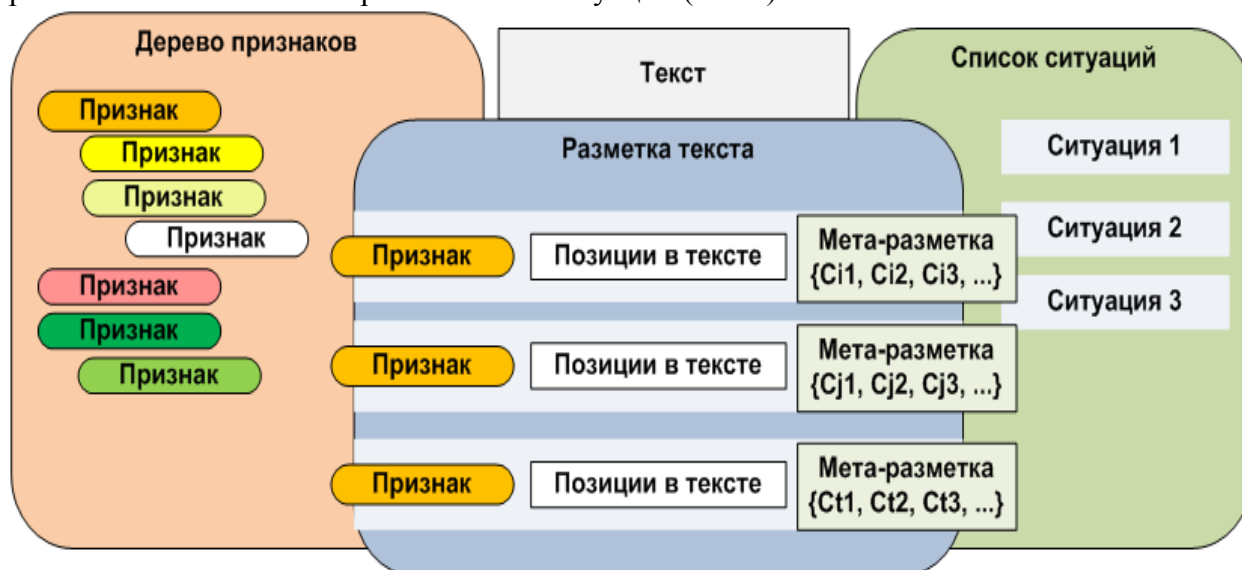 Дерево признаков
Признак
Признак
Признак
Признак
Признак
Признак
Признак
Текст
Разметка текста
Признак
Позиции в тексте
Мета-разметка
{Ci1, Ci2, Ci3, ...}
Признак
Позиции в тексте
Мета-разметка
{Cj1, Cj2, Cj3, ...}
Признак
Позиции в тексте
Мета-разметка
{Ct1, Ct2, Ct3, ...}
Список ситуаций
Ситуация 1
Ситуация 2
Ситуация 3